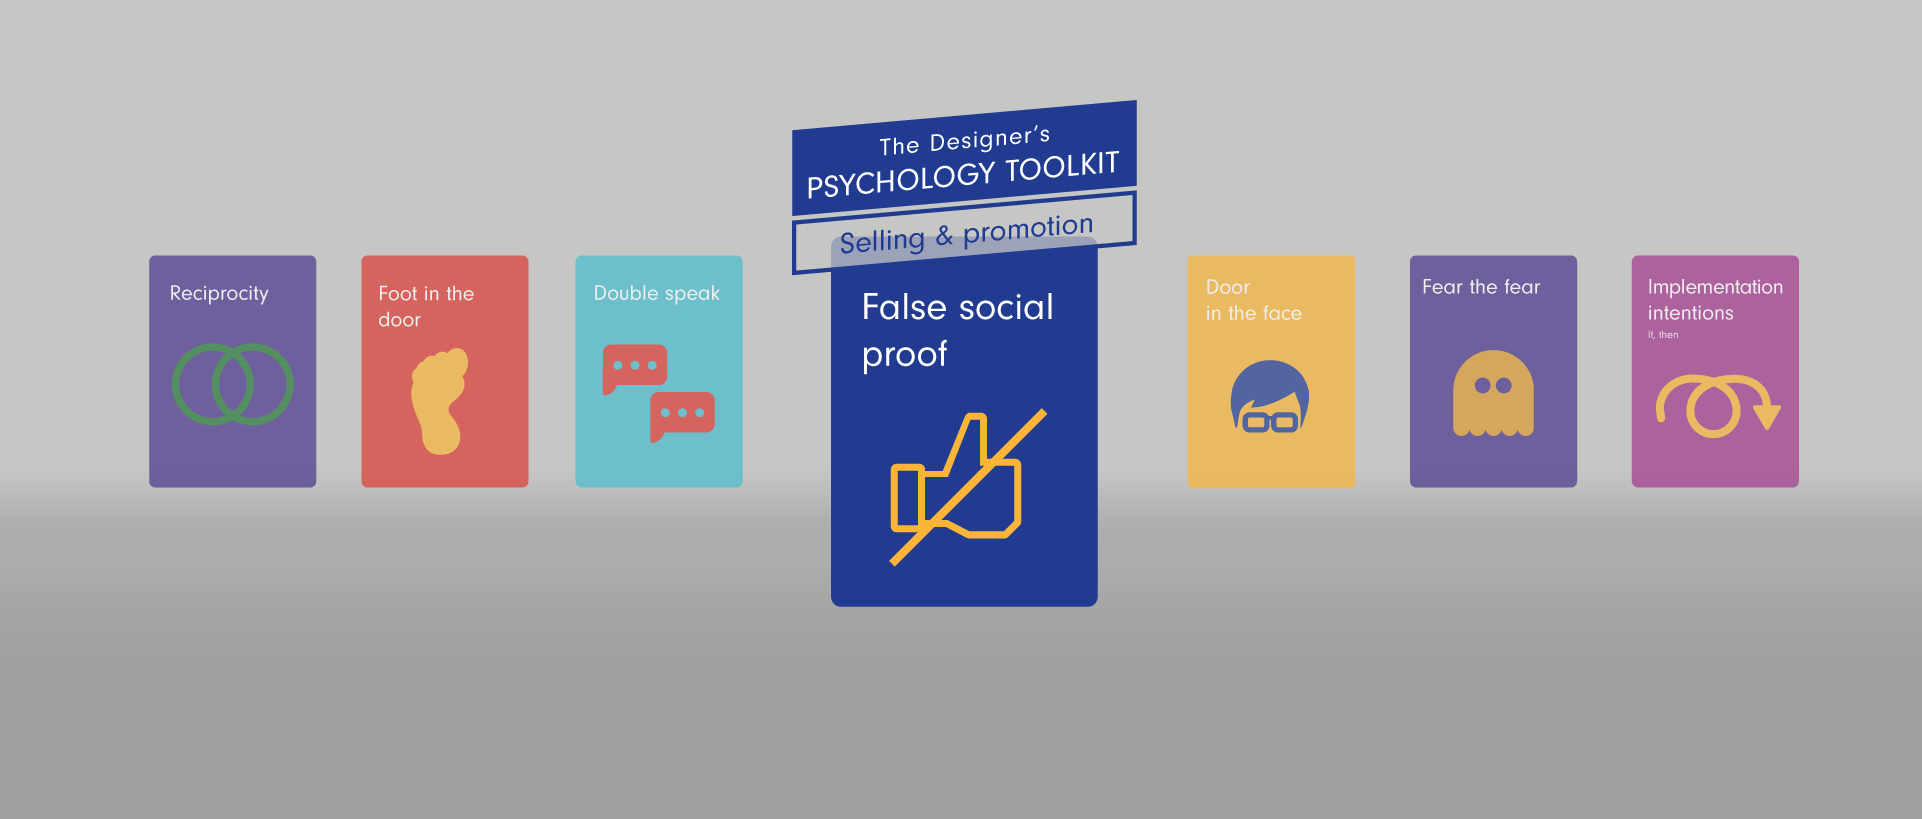 The Designer's
PSYCHOLOGY TOOLKIT
Selling & promotion
Reciprocity
Foot in the
door
Double speak
False social
proof
Door
in the face
Fear the fear
Implementation
intentions
If, then